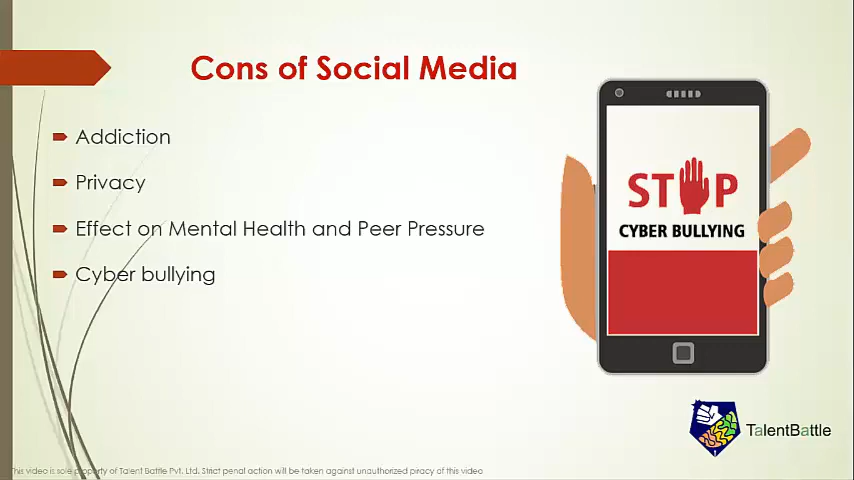 Cons of Social Media
Addiction
Privacy
Effect on Mental Health and Peer Pressure
Cyber bullying
STOP
CYBER BULLYING
TalentBattle
This video is sole property of Talent Battle Pvt. Ltd. Strict penal action will be taken against unauthorized piracy of this video